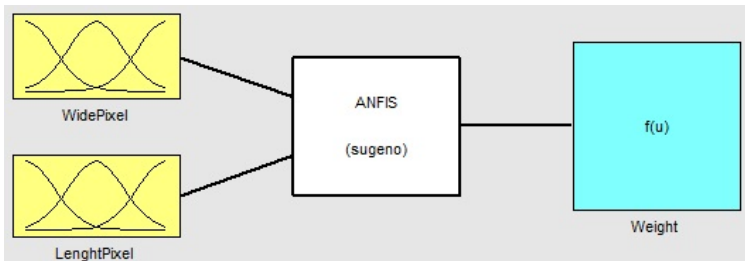 WidePixel
LenghtPixel
ANFIS
(sugeno)
f(u)
Weight